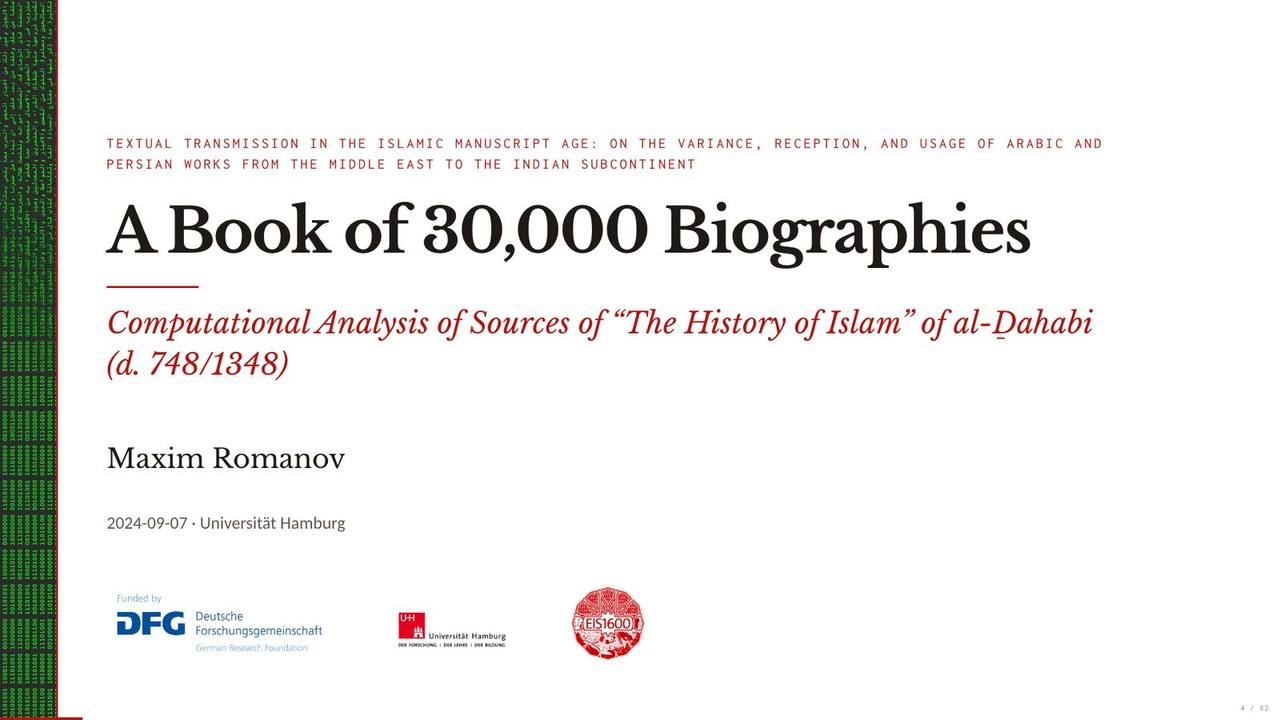 TEXTUAL TRANSMISSION IN THE ISLAMIC MANUSCRIPT AGE: ON THE VARIANCE, RECEPTION, AND USAGE OF ARABIC AND
PERSIAN WORKS FROM THE MIDDLE EAST TO THE INDIAN SUBCONTINENT
A Book of 30,000 Biographies
Computational Analysis of Sources of “The History of Islam” of al-Ḏahabi
(d. 748/1348)
Maxim Romanov
2024-09-07 · Universität Hamburg
Funded by
DFG Deutsche
Forschungsgemeinschaft
German Research Foundation
UH
Universität Hamburg
DER FORSCHUNG | DER LEHRE | DER BILDUNG
EIS1600
4 / 62